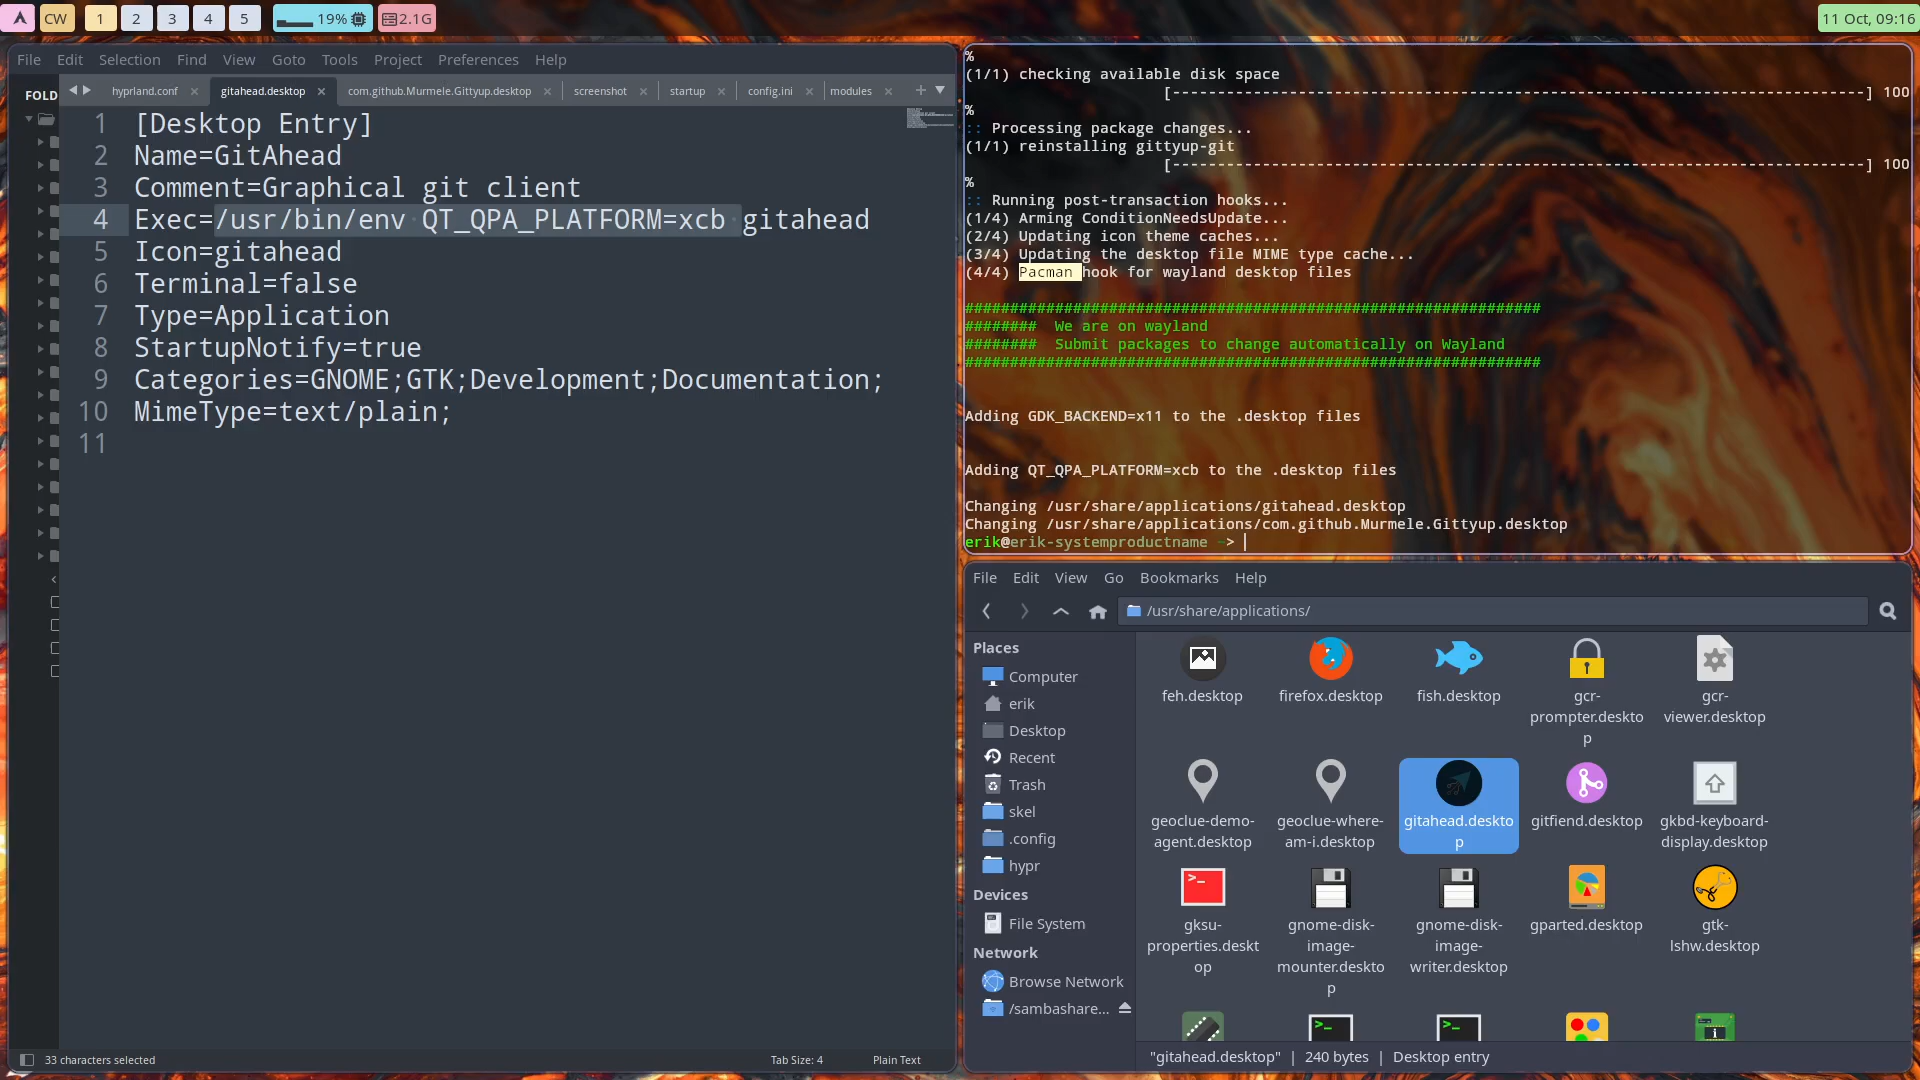 CW 1 2 3 4 5 19% 2.1G 11 Oct, 09:16
File Edit Selection Find View Goto Tools Project Preferences Help
FOLD
hyprland.conf gitahead.desktop com.github.Murmele.Gittyup.desktop screenshot startup config.ini modules
1 [Desktop Entry]
2 Name=GitAhead
3 Comment=Graphical git client
4 Exec=/usr/bin/env QT_QPA_PLATFORM=xcb gitahead
5 Icon=gitahead
6 Terminal=false
7 Type=Application
8 StartupNotify=true
9 Categories=GNOME;GTK;Development;Documentation;
10 MimeType=text/plain;
11
33 characters selected Tab Size: 4 Plain Text
%
(1/1) checking available disk space
[------------------------------------------------------------------------------] 100
%
:: Processing package changes...
(1/1) reinstalling gittyup-git
[------------------------------------------------------------------------------] 100
%
:: Running post-transaction hooks...
(1/4) Arming ConditionNeedsUpdate...
(2/4) Updating icon theme caches...
(3/4) Updating the desktop file MIME type cache...
(4/4) Pacman hook for wayland desktop files
################################################################
######## We are on wayland
######## Submit packages to change automatically on Wayland
################################################################
Adding GDK_BACKEND=x11 to the .desktop files
Adding QT_QPA_PLATFORM=xcb to the .desktop files
Changing /usr/share/applications/gitahead.desktop
Changing /usr/share/applications/com.github.Murmele.Gittyup.desktop
erik@erik-systemproductname ~>
File Edit View Go Bookmarks Help
/usr/share/applications/
Places
Computer
erik
Desktop
Recent
Trash
skel
.config
hypr
Devices
File System
Network
Browse Network
/sambashare...
feh.desktop
firefox.desktop
fish.desktop
gcr-
prompter.deskto
p
gcr-
viewer.desktop
geoclue-demo-
agent.desktop
geoclue-where-
am-i.desktop
gitahead.deskto
p
gitfiend.desktop
gkbd-keyboard-
display.desktop
gksu-
properties.deskt
op
gnome-disk-
image-
mounter.deskto
p
gnome-disk-
image-
writer.desktop
gparted.desktop
gtk-
lshw.desktop
"gitahead.desktop" | 240 bytes | Desktop entry